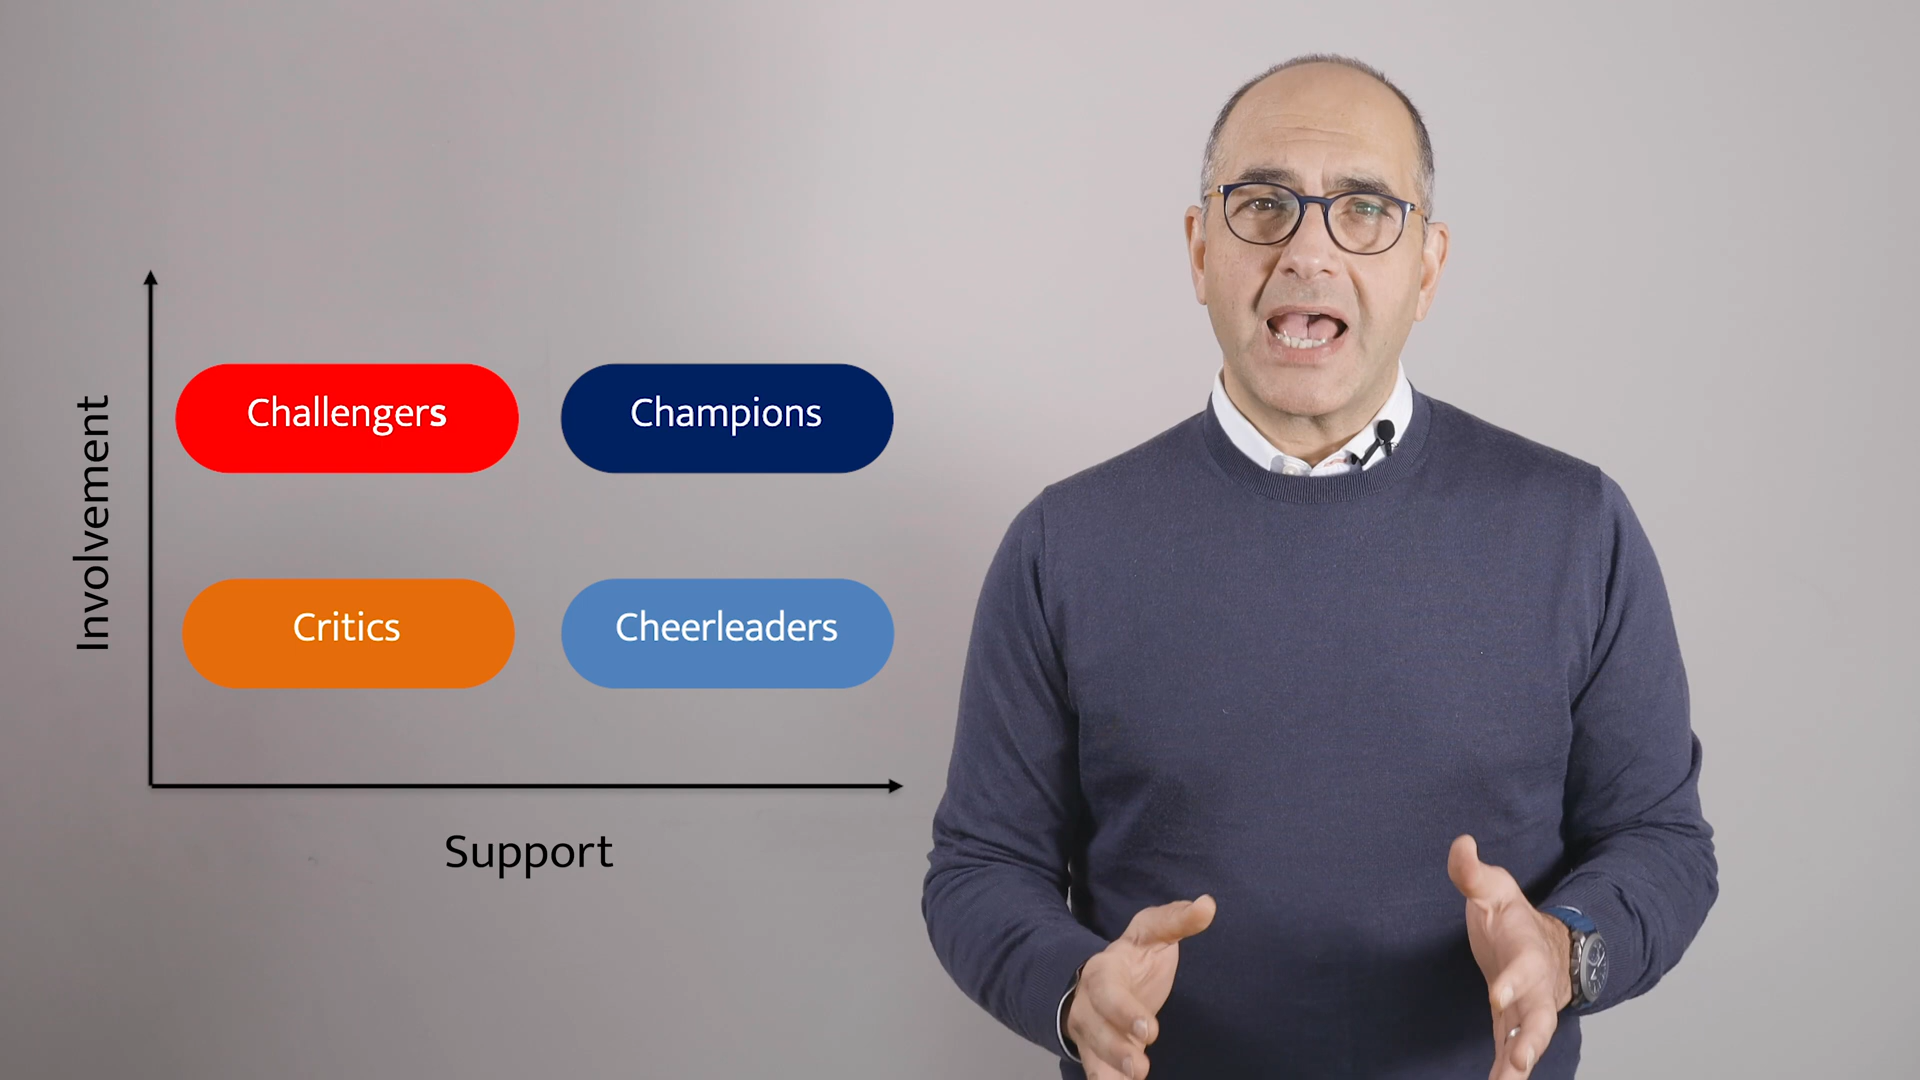 Involvement
Challengers
Champions
Critics
Cheerleaders
Support